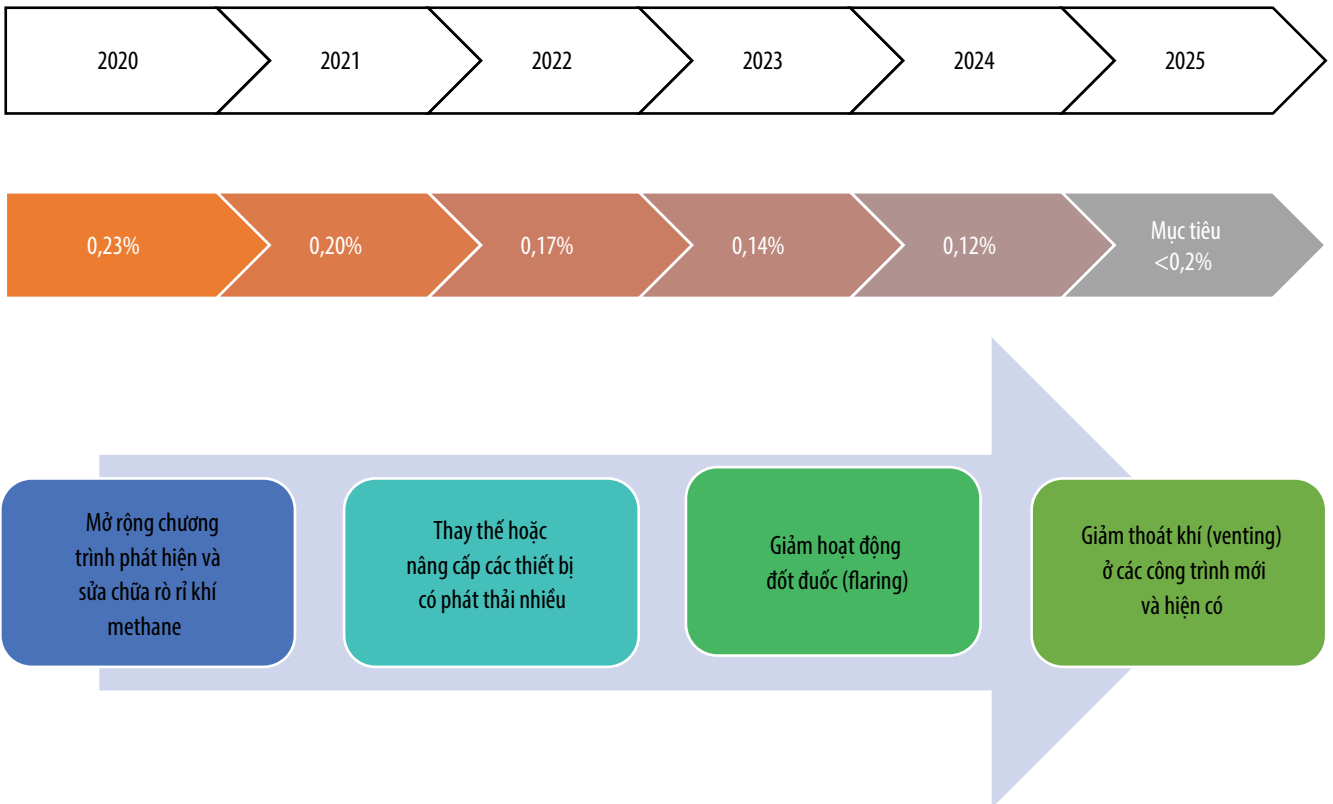 2020
2021
2022
2023
2024
2025
0,23%
0,20%
0,17%
0,14%
0,12%
Mục tiêu
<0,2%
Mở rộng chương
trình phát hiện và
sửa chữa rò rỉ khí
methane
Thay thế hoặc
nâng cấp các thiết bị
có phát thải nhiều
Giảm hoạt động
đốt đuốc (flaring)
Giảm thoát khí (venting)
ở các công trình mới
và hiện có